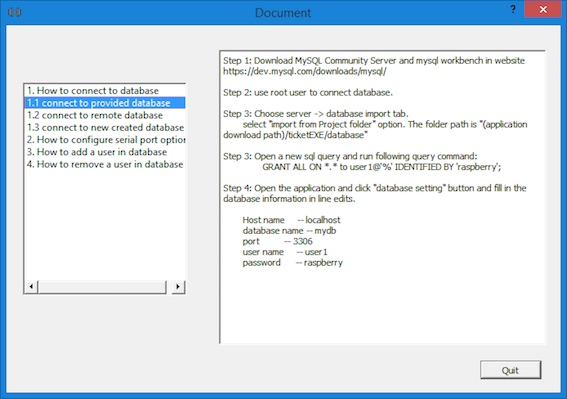 Document
?
1. How to connect to database
1.1 connect to provided database
1.2 connect to remote database
1.3 connect to new created database
2. How to configure serial port option
3. How to add a user in database
4. How to remove a user in database
Step 1: Download MySQL Community Server and mysql workbench in website
https://dev.mysql.com/downloads/mysql/
Step 2: use root user to connect database.
Step 3: Choose server -> database import tab.
select "import from Project folder" option. The folder path is "(application
download path)/ticketEXE/database"
Step 3: Open a new sql query and run following query command:
GRANT ALL ON *.* to user1@'%' IDENTIFIED BY 'raspberry';
Step 4: Open the application and click "database setting" button and fill in the
database information in line edits.
Host name -- localhost
database name -- mydb
port -- 3306
user name -- user1
password -- raspberry
Quit